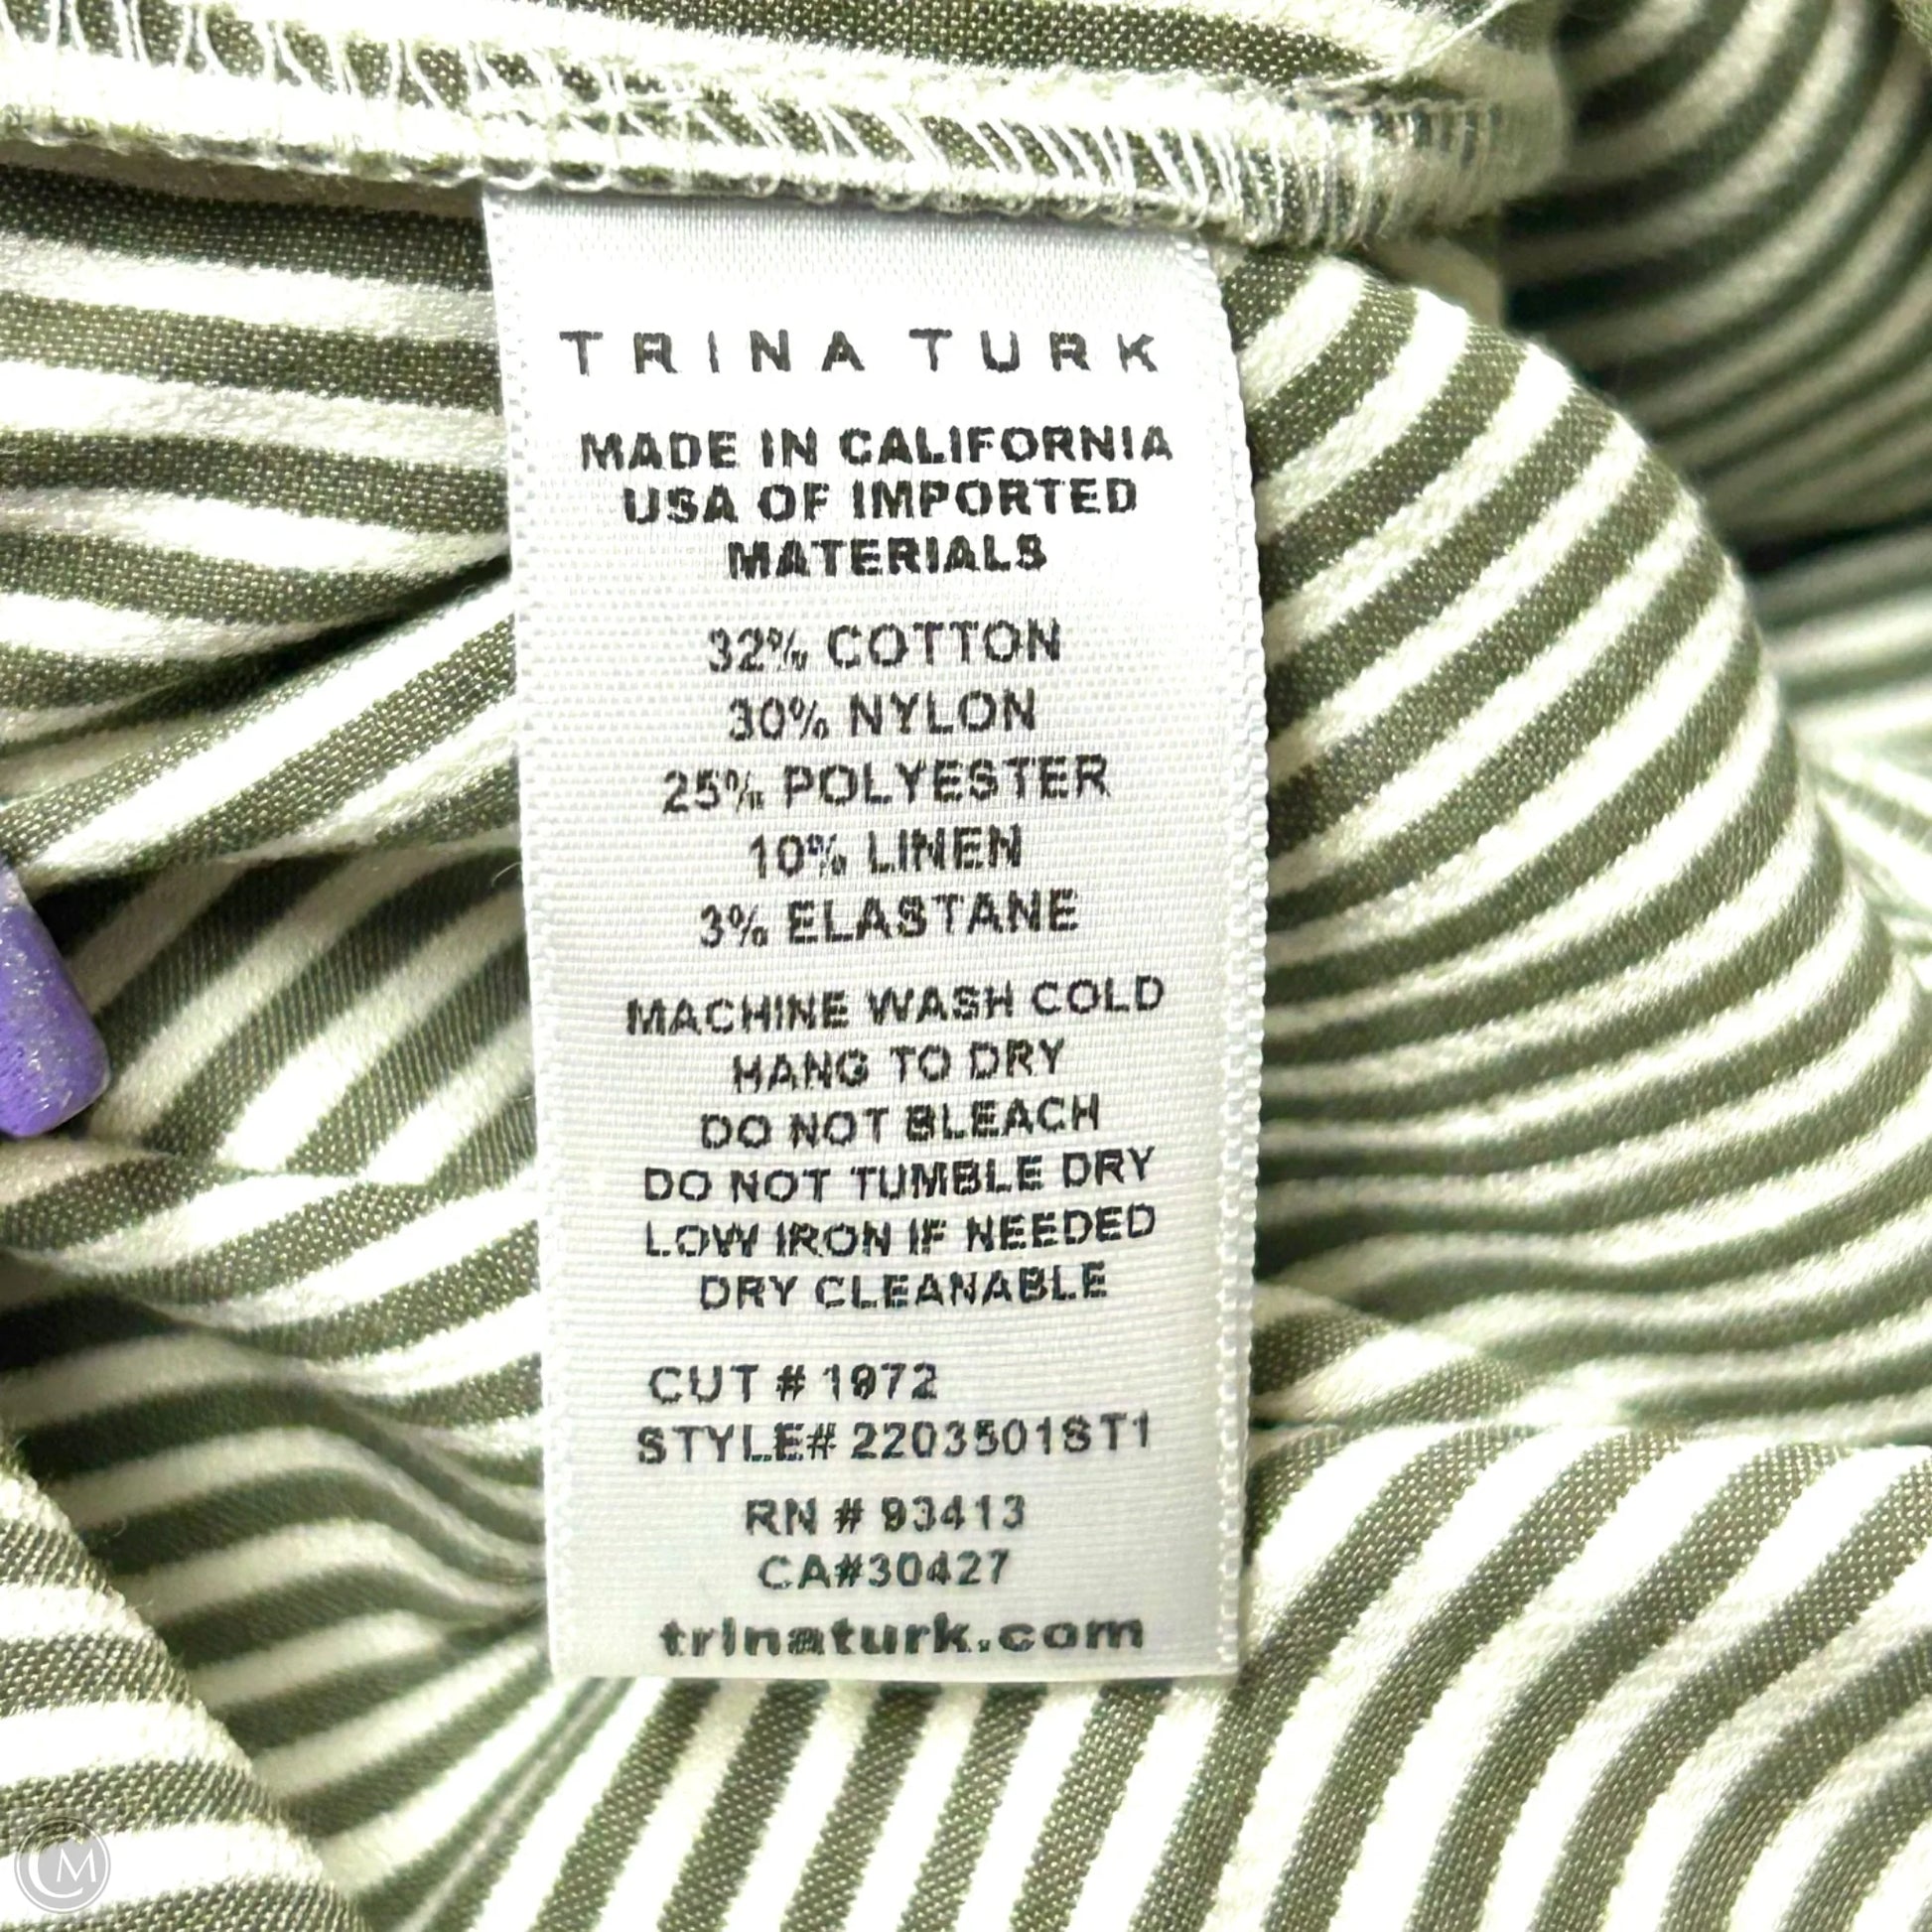 TRINA TURK
MADE IN CALIFORNIA
USA OF IMPORTED
MATERIALS
32% COTTON
30% NYLON
25% POLYESTER
10% LINEN
3% ELASTANE
MACHINE WASH COLD
HANG TO DRY
DO NOT BLEACH
DO NOT TUMBLE DRY
LOW IRON IF NEEDED
DRY CLEANABLE
CUT # 1972
STYLE# 2203501ST1
RN # 93413
CA#30427
trinaturk.com
CM